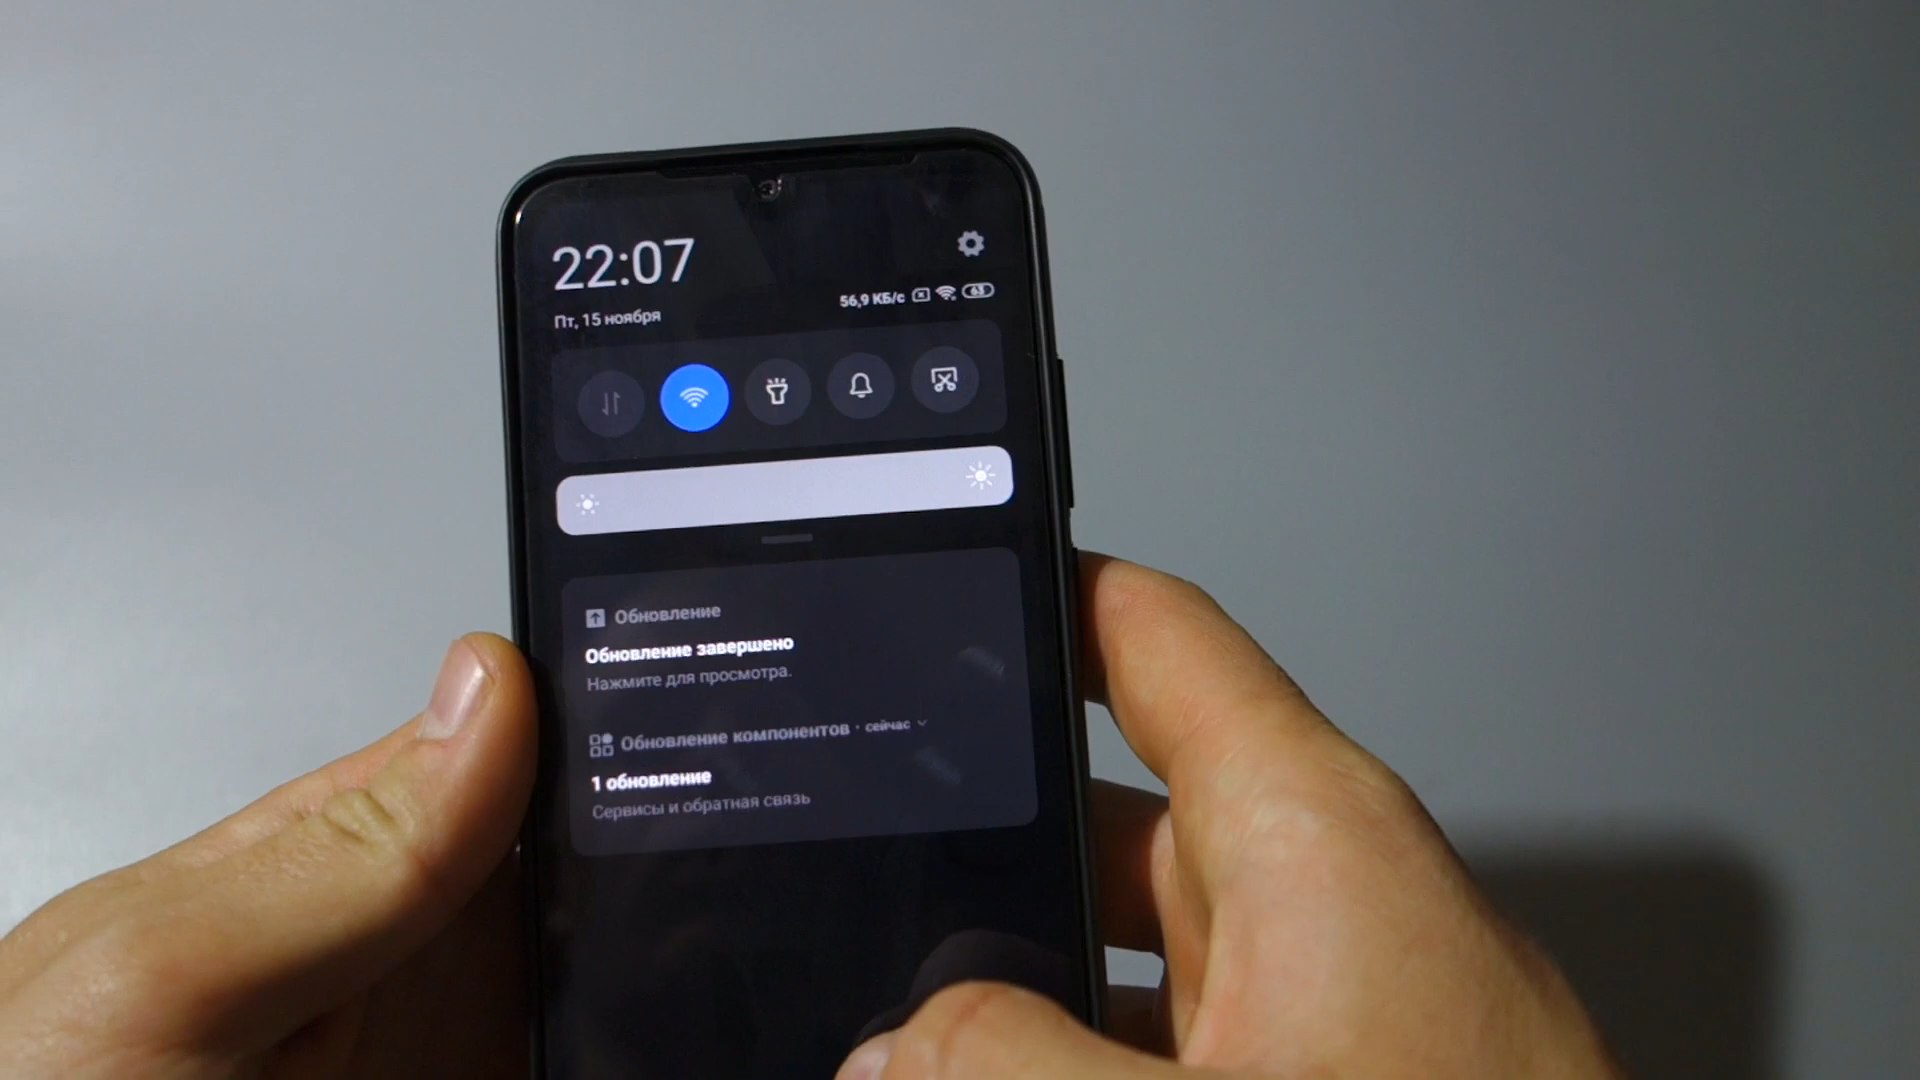 22:07
Пт, 15 ноября
56,9 КБ/с 63
Обновление
Обновление завершено
Нажмите для просмотра.
Обновление компонентов · сейчас
1 обновление
Сервисы и обратная связь